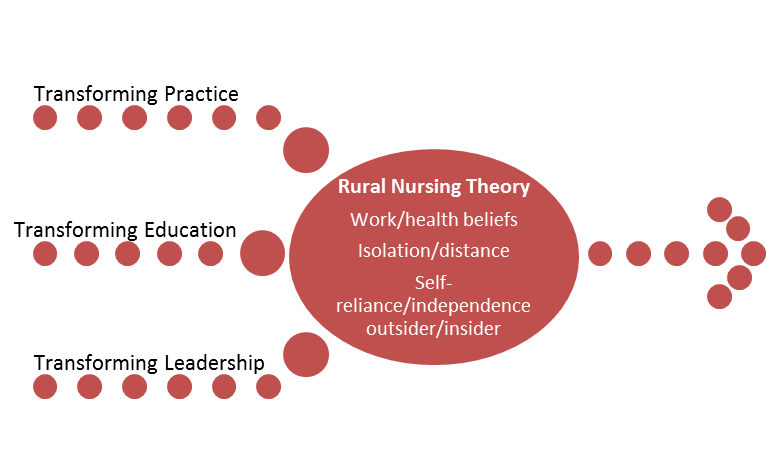 Transforming Practice
Transforming Education
Transforming Leadership
Rural Nursing Theory
Work/health beliefs
Isolation/distance
Self-
reliance/independence
outsider/insider